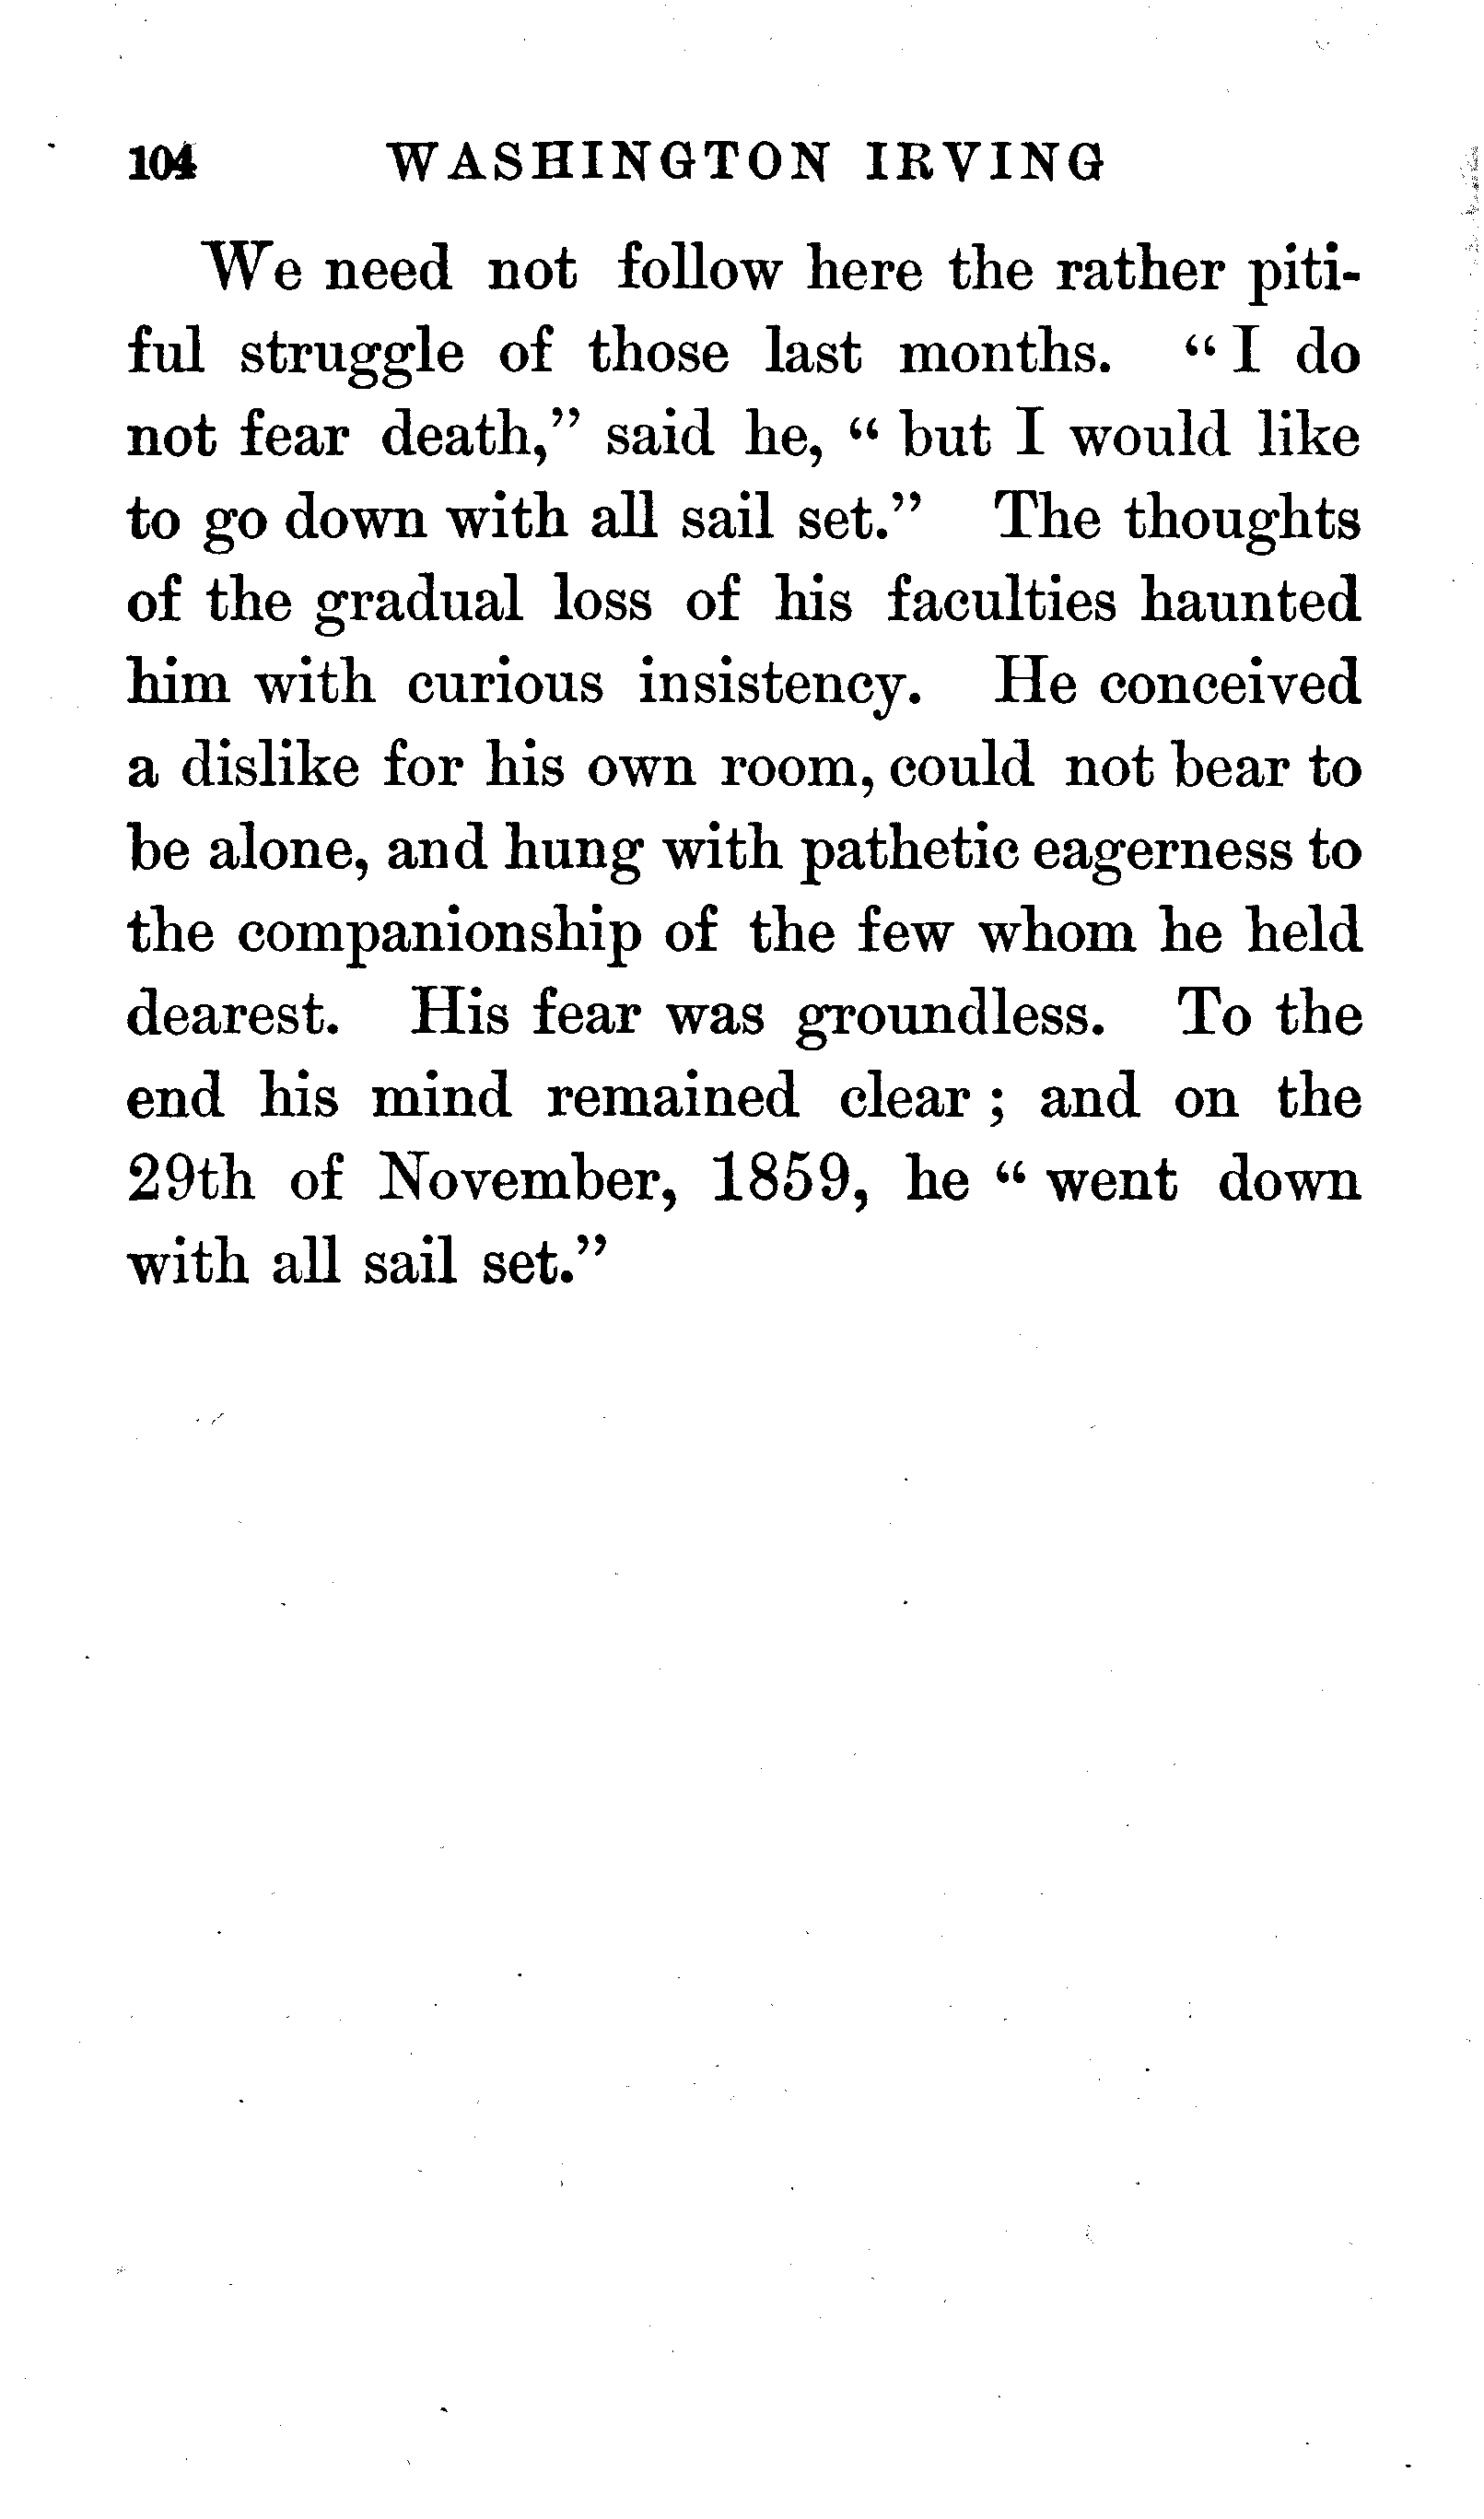 104 WASHINGTON IRVING
We need not follow here the rather piti-
ful struggle of those last months. "I do
not fear death," said he, "but I would like
to go down with all sail set." The thoughts
of the gradual loss of his faculties haunted
him with curious insistency. He conceived
a dislike for his own room, could not bear to
be alone, and hung with pathetic eagerness to
the companionship of the few whom he held
dearest. His fear was groundless. To the
end his mind remained clear; and on the
29th of November, 1859, he "went down
with all sail set."